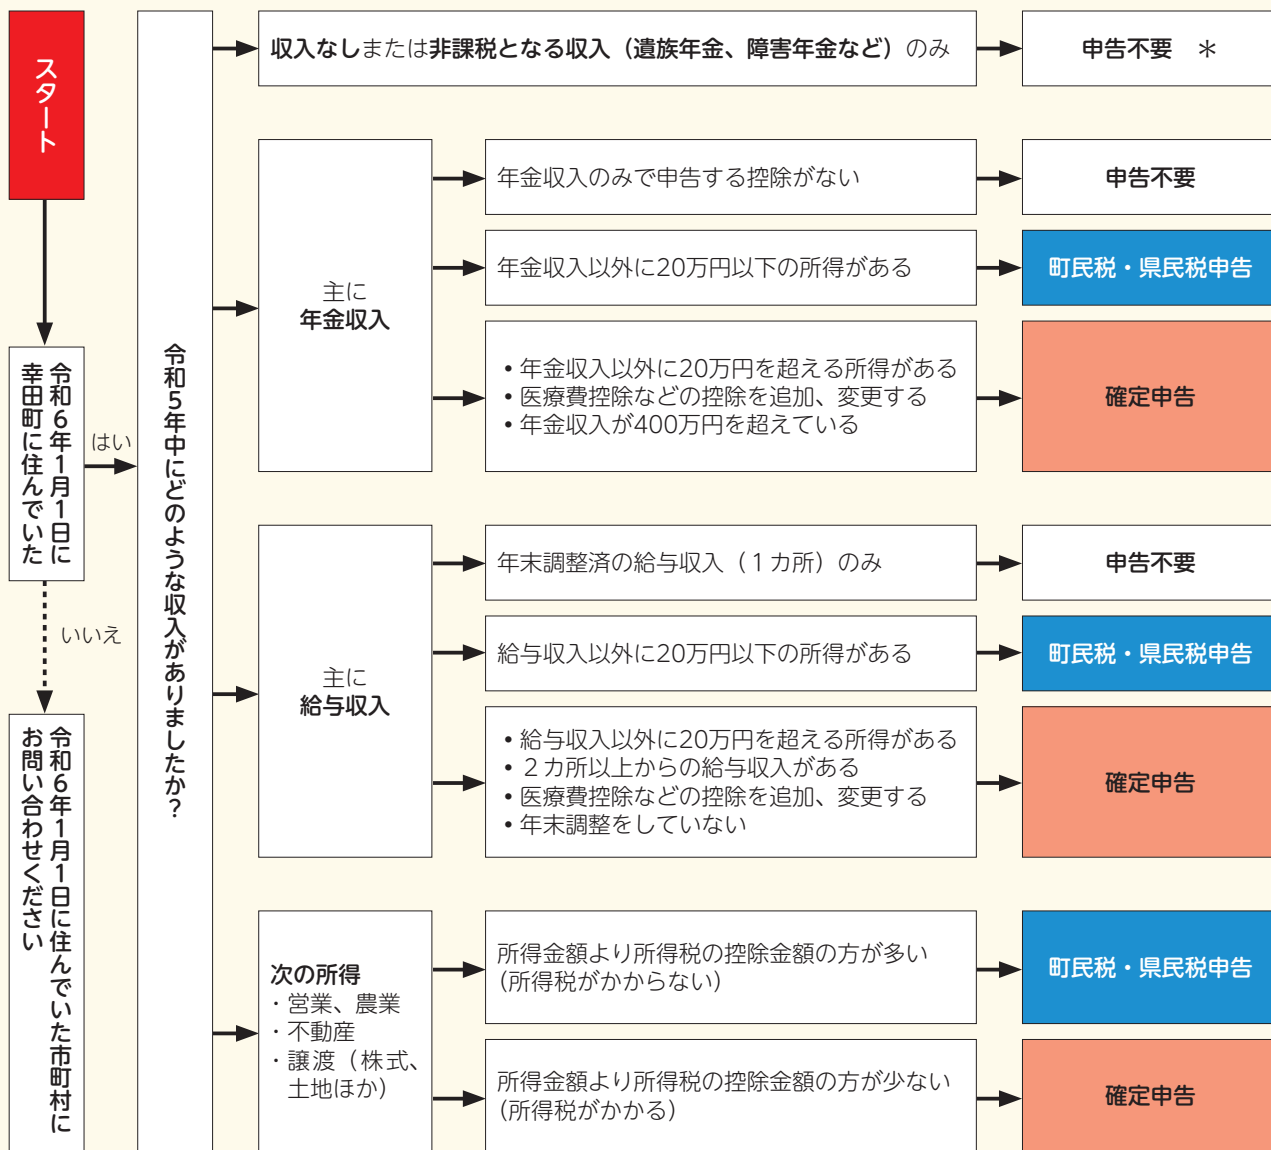 スタート
令和6年1月1日に
幸田町に住んでいた
はい
いいえ
令和6年1月1日に住んでいた市町村に
お問い合わせください
令和5年中にどのような収入がありましたか？
収入なしまたは非課税となる収入（遺族年金、障害年金など）のみ
申告不要　＊
主に
年金収入
年金収入のみで申告する控除がない
申告不要
年金収入以外に20万円以下の所得がある
町民税・県民税申告
• 年金収入以外に20万円を超える所得がある
• 医療費控除などの控除を追加、変更する
• 年金収入が400万円を超えている
確定申告
主に
給与収入
年末調整済の給与収入（1カ所）のみ
申告不要
給与収入以外に20万円以下の所得がある
町民税・県民税申告
• 給与収入以外に20万円を超える所得がある
• 2カ所以上からの給与収入がある
• 医療費控除などの控除を追加、変更する
• 年末調整をしていない
確定申告
次の所得
・営業、農業
・不動産
・譲渡（株式、
土地ほか）
所得金額より所得税の控除金額の方が多い
（所得税がかからない）
町民税・県民税申告
所得金額より所得税の控除金額の方が少ない
（所得税がかかる）
確定申告